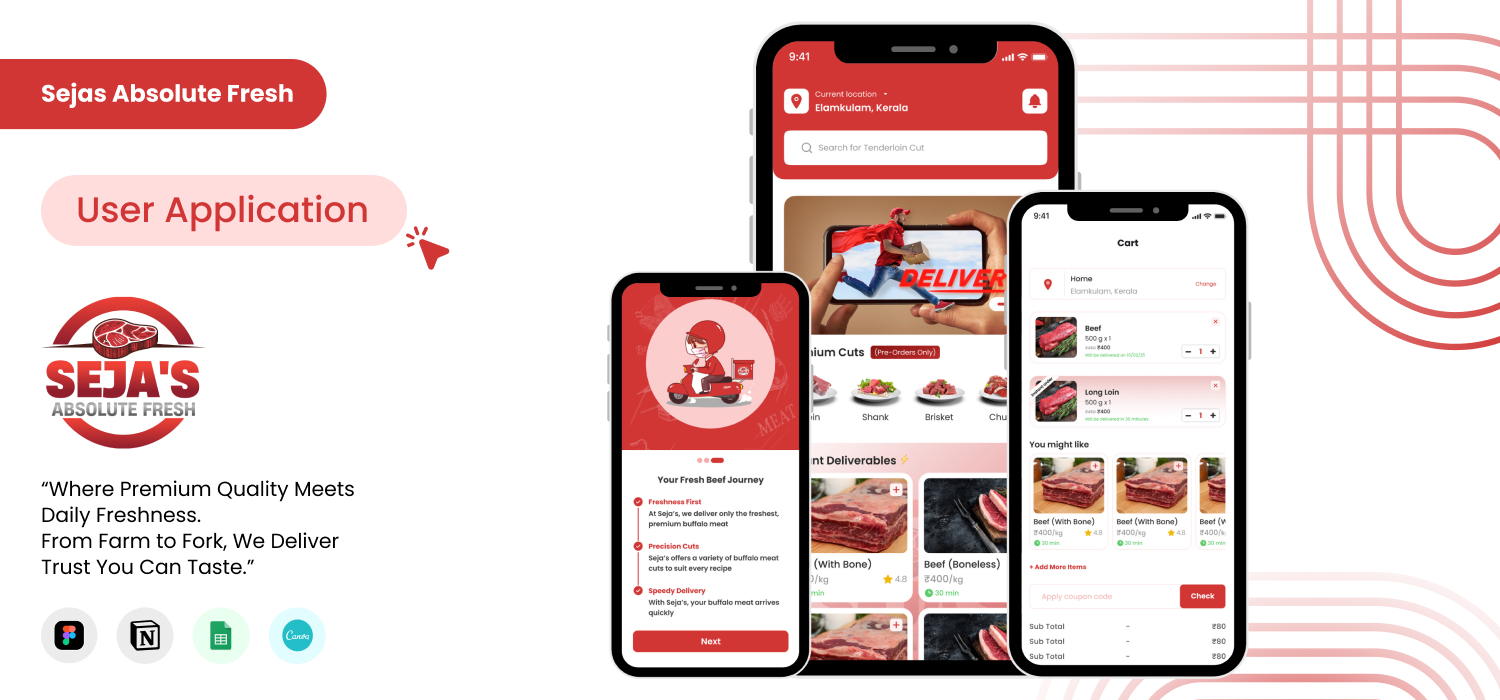 Sejas Absolute Fresh
User Application
SEJA'S
ABSOLUTE FRESH
“Where Premium Quality Meets
Daily Freshness.
From Farm to Fork, We Deliver
Trust You Can Taste.”
Canva
MEAT
Your Fresh Beef Journey
Freshness First
At Seja’s, we deliver only the freshest,
premium buffalo meat
Precision Cuts
Seja’s offers a variety of buffalo meat
cuts to suit every recipe
Speedy Delivery
With Seja’s, your buffalo meat arrives
quickly
Next
9:41
Current location
Elamkulam, Kerala
Search for Tenderloin Cut
DELIVER
ium Cuts (Pre-Orders Only)
in Shank Brisket Chu
nt Deliverables
(With Bone) Beef (Boneless)
/kg 4.8 ₹400/kg
min 30 min
9:41
Cart
Home
Elamkulam, Kerala
Change
Beef
500 g x 1
₹400
Will be delivered on 10/02/25
1
Long Loin
500 g x 1
₹400
Will be delivered in 30 minutes
1
You might like
Beef (With Bone) Beef (With Bone) Beef (W
₹400/kg 4.8 ₹400/kg 4.8 ₹400/k
30 min 30 min 30 min
+ Add More Items
Apply coupon code Check
Sub Total - ₹80
Sub Total - ₹80
Sub Total - ₹80